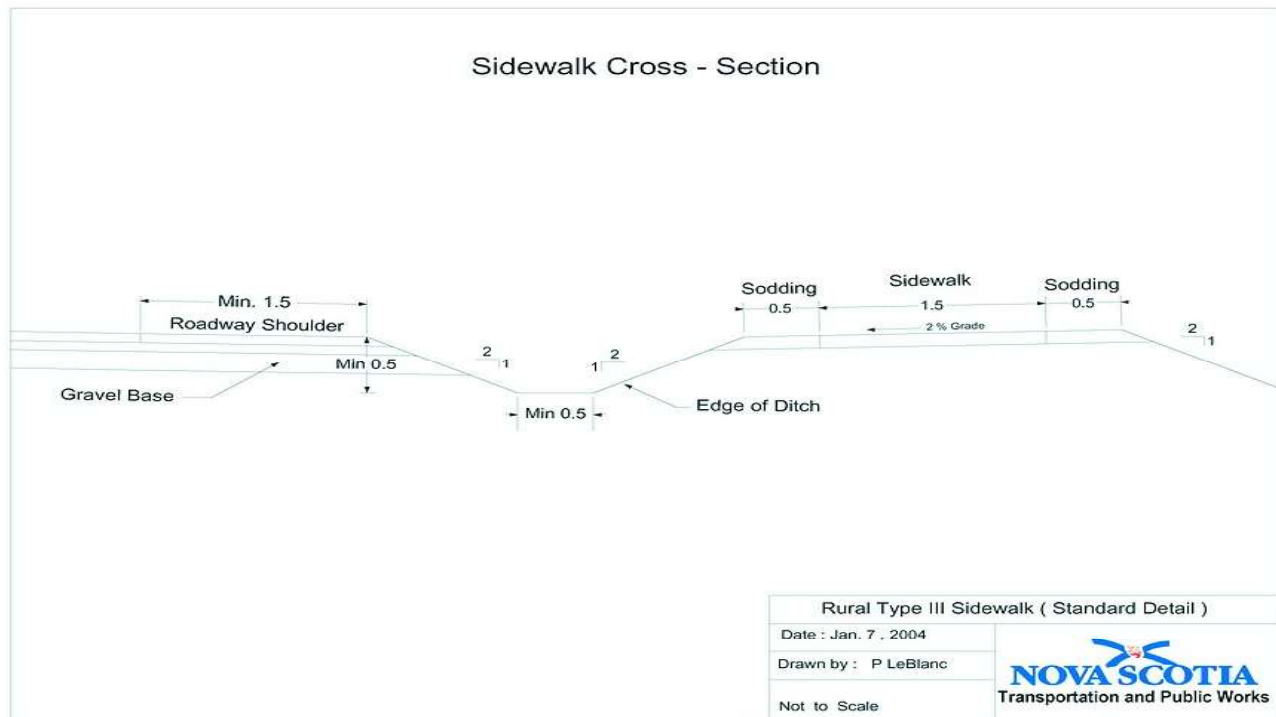 Sidewalk Cross - Section
Sodding
Sidewalk
Sodding
0.5
1.5
0.5
Min. 1.5
Roadway Shoulder
2 % Grade
2
1
2
1
2
1
Min 0.5
Gravel Base
Min 0.5
Edge of Ditch
Rural Type III Sidewalk ( Standard Detail )
Date : Jan. 7 , 2004
Drawn by : P LeBlanc
Not to Scale
NOVA SCOTIA
Transportation and Public Works